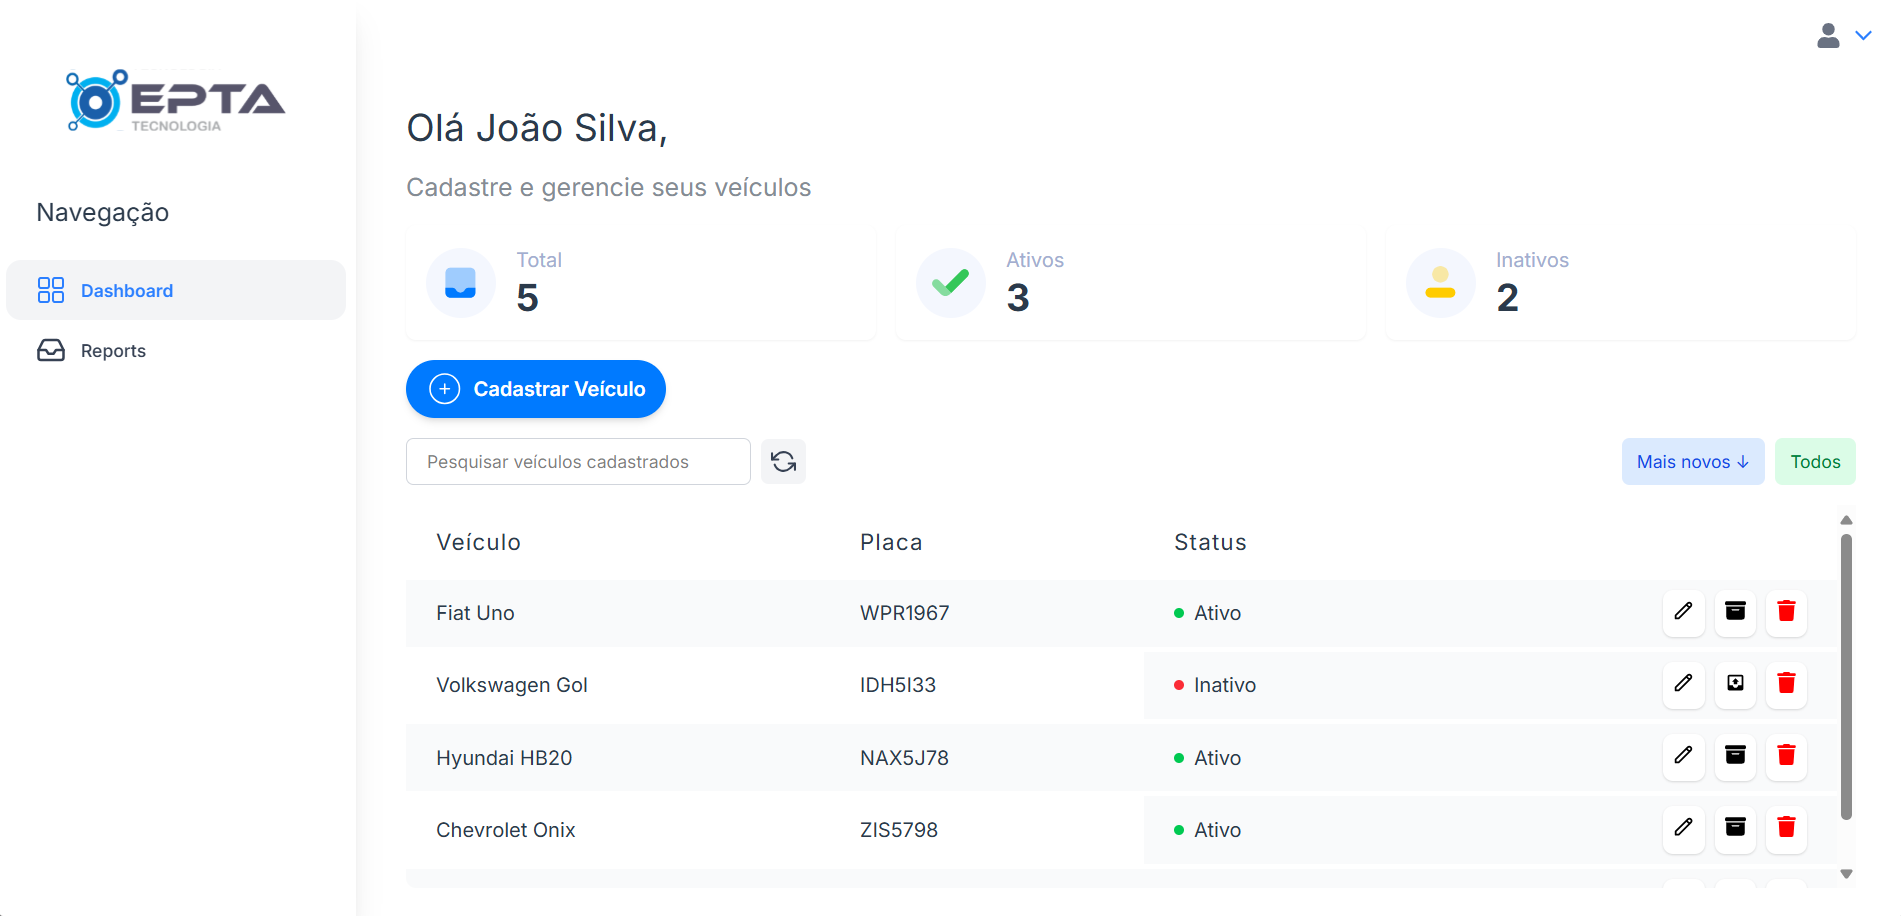 EPTA
TECNOLOGIA
Navegação
Dashboard
Reports
Olá João Silva,
Cadastre e gerencie seus veículos
Total
5
Ativos
3
Inativos
2
Cadastrar Veículo
Pesquisar veículos cadastrados
Mais novos ↓
Todos
Veículo Placa Status
Fiat Uno WPR1967 Ativo
Volkswagen Gol IDH5I33 Inativo
Hyundai HB20 NAX5J78 Ativo
Chevrolet Onix ZIS5798 Ativo